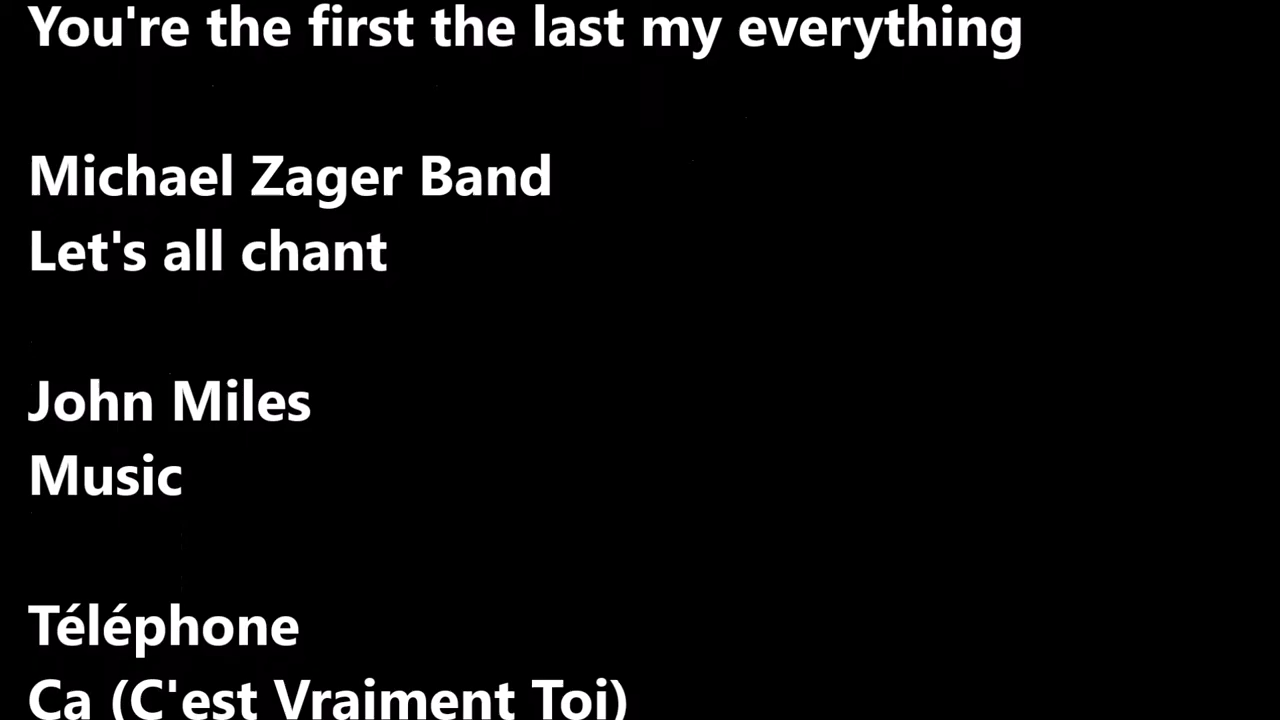 You're the first the last my everything
Michael Zager Band
Let's all chant
John Miles
Music
Téléphone
Ca (C'est Vraiment Toi)